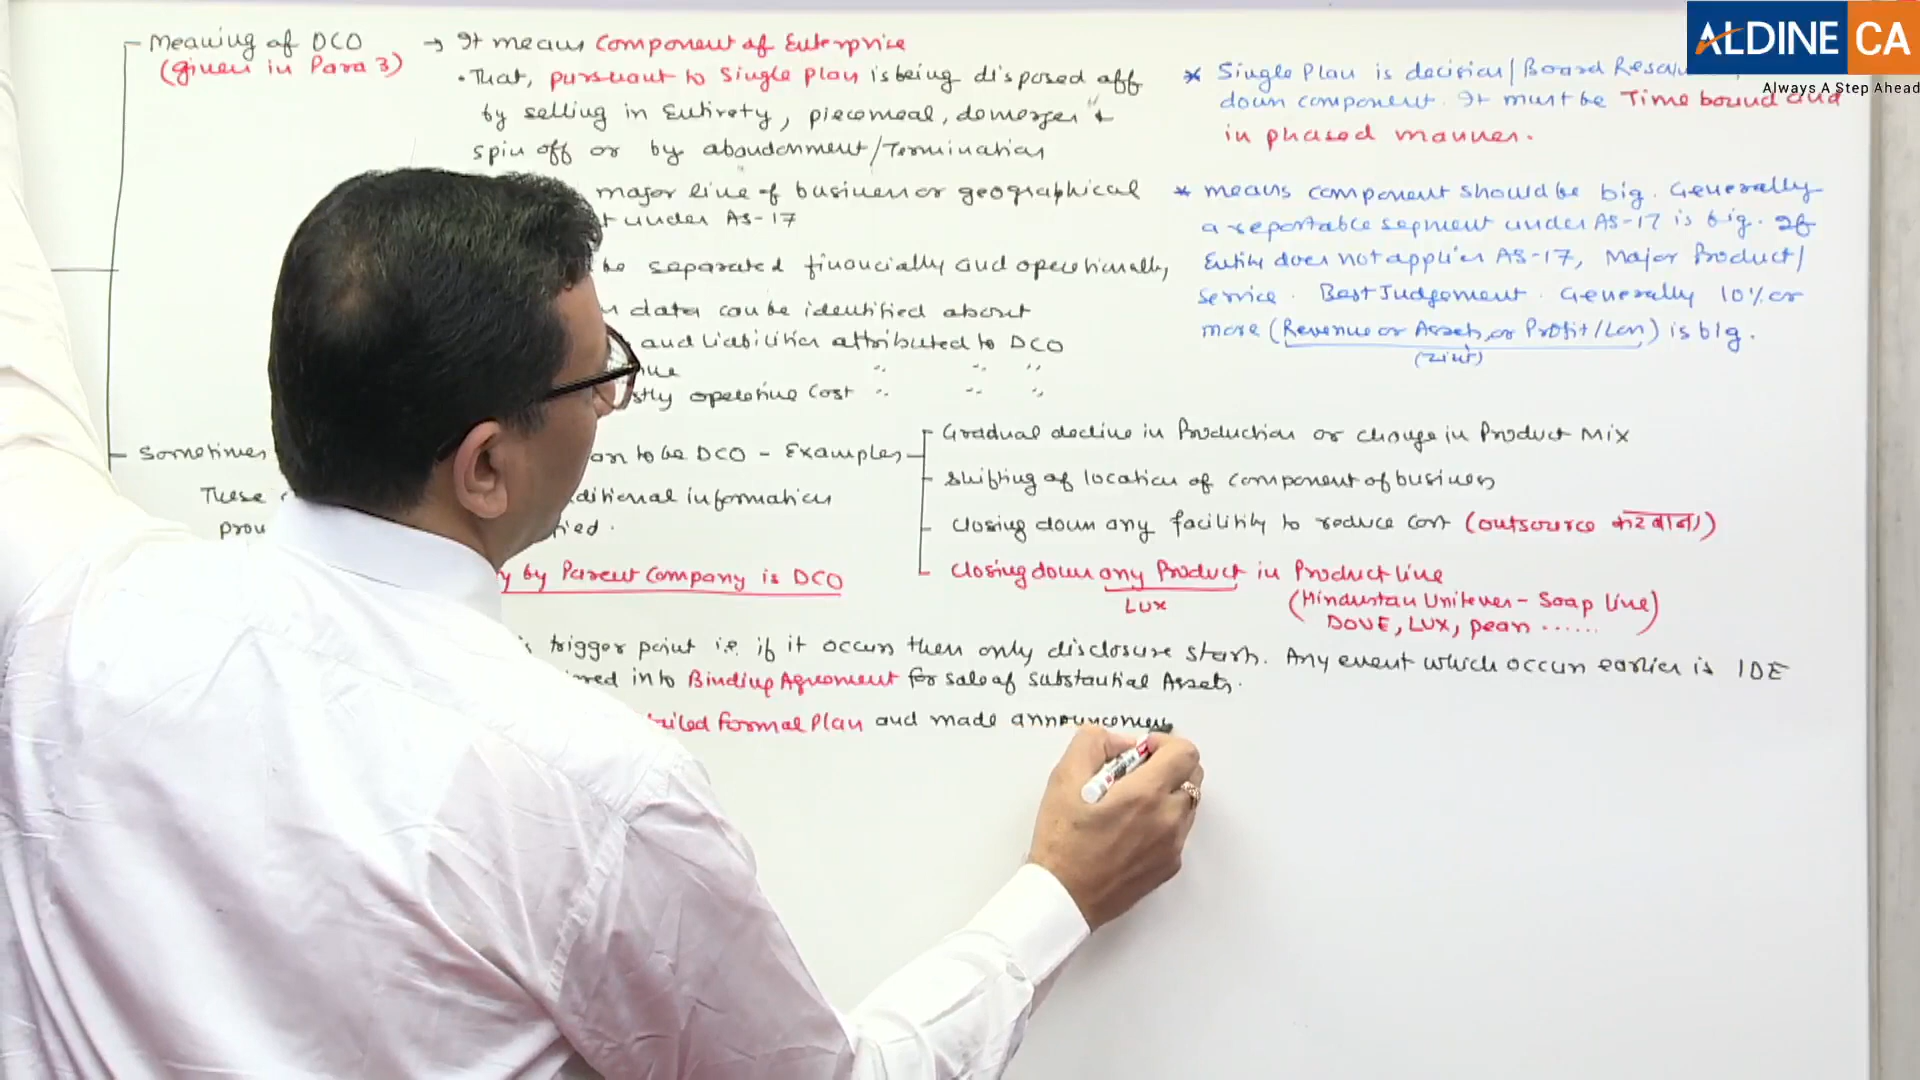 ALDINE CA
Always A Step Ahead
Meaning of DCO → It means Component of Enterprise
(given in Para 3)
• That, pursuant to Single plan is being disposed off
by selling in Entirety, piecemeal, demerger &
spin off or by abandonment/Termination
major line of business or geographical
under AS-17
be separated financially and operationally,
data can be identified about
and liabilities attributed to DCO
operating Cost
* Single Plan is decision/Board
down component. It must be Time bound and
in phased manner.
* means component should be big. Generally
a reportable segment under AS-17 is big. If
Entity does not applies AS-17, Major Product/
Service. Best Judgement. Generally 10% or
more (Revenue or Assets, or Profit/Loss) is big.
Sometimes to be DCO - Examples
These additional information
Gradual decline in Production or change in Product Mix
Shifting of location of component of business
Closing down any facility to reduce cost (outsource करवाना)
Closing down any Product in Product line
LUX
(Hindustan Unilever - Soap line)
DOVE, LUX, pears ......
by Parent Company is DCO
trigger point i.e. if it occurs then only disclosure starts. Any event which occurs earlier is IDE
into Binding Agreement for sale of substantial Assets.
Formal Plan and made